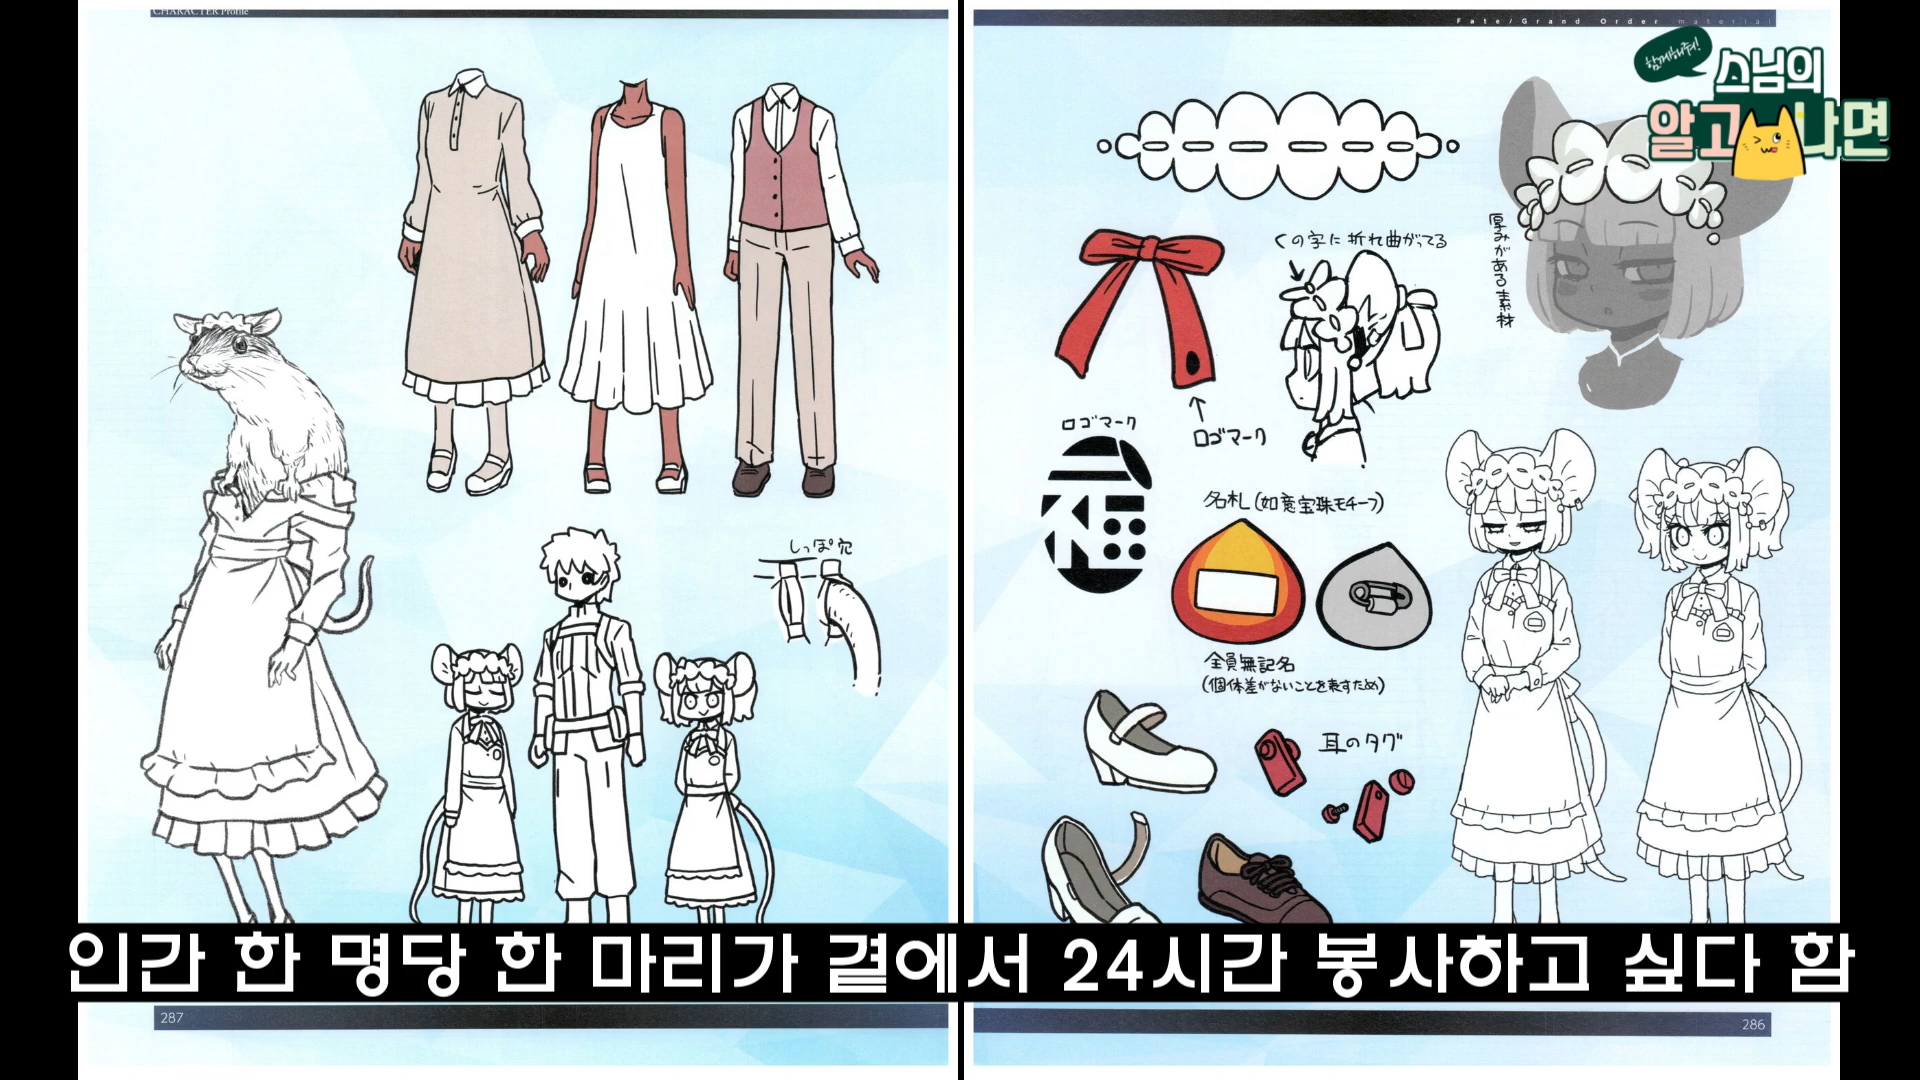 CHARACTER Profile
Fate/Grand Order material
함께해줘!
스님의
알고 나면
くの字に折れ曲がってる
厚みがある素材
ロゴマーク
ロゴマーク
名札(如意宝珠モチーフ)
しっぽ穴
全員無記名
(個体差がないことを表すため)
耳のタグ
인간 한 명당 한 마리가 곁에서 24시간 봉사하고 싶다 함
287
286